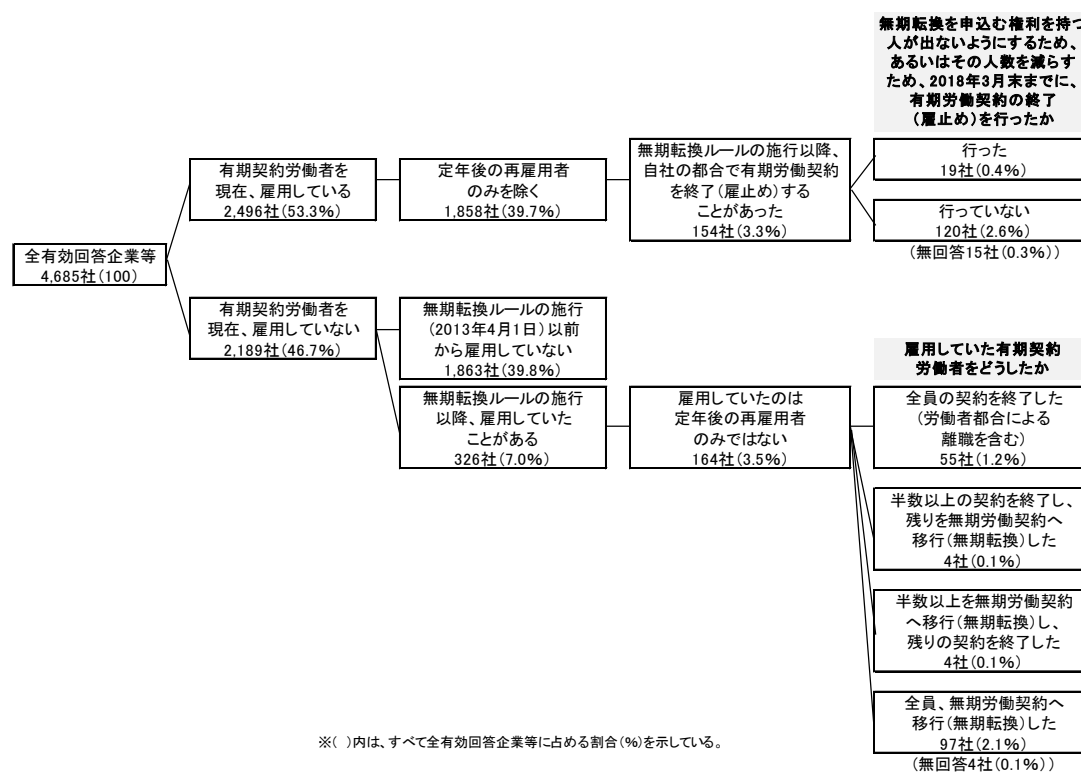 無期転換を申込む権利を持つ
人が出ないようにするため、
あるいはその人数を減らす
ため、2018年3月末までに、
有期労働契約の終了
(雇止め)を行ったか
有期契約労働者を
現在、雇用している
2,496社(53.3%)
定年後の再雇用者
のみを除く
1,858社(39.7%)
無期転換ルールの施行以降、
自社の都合で有期労働契約
を終了(雇止め)する
ことがあった
154社(3.3%)
行った
19社(0.4%)
行っていない
120社(2.6%)
(無回答15社(0.3%))
全有効回答企業等
4,685社(100)
有期契約労働者を
現在、雇用していない
2,189社(46.7%)
無期転換ルールの施行
(2013年4月1日)以前
から雇用していない
1,863社(39.8%)
無期転換ルールの施行
以降、雇用していた
ことがある
326社(7.0%)
雇用していたのは
定年後の再雇用者
のみではない
164社(3.5%)
雇用していた有期契約
労働者をどうしたか
全員の契約を終了した
(労働者都合による
離職を含む)
55社(1.2%)
半数以上の契約を終了し、
残りを無期労働契約へ
移行(無期転換)した
4社(0.1%)
半数以上を無期労働契約
へ移行(無期転換)し、
残りの契約を終了した
4社(0.1%)
全員、無期労働契約へ
移行(無期転換)した
97社(2.1%)
(無回答4社(0.1%))
※( )内は、すべて全有効回答企業等に占める割合(%)を示している。